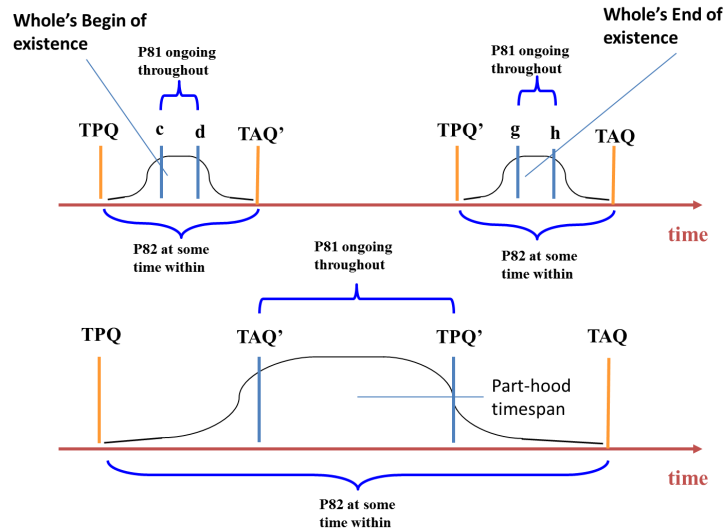 Whole's Begin of
existence
Whole's End of
existence
P81 ongoing
throughout
P81 ongoing
throughout
TPQ
c
d
TAQ'
TPQ'
g
h
TAQ
time
P82 at some
time within
P82 at some
time within
P81 ongoing
throughout
TPQ
TAQ'
TPQ'
TAQ
Part-hood
timespan
time
P82 at some
time within